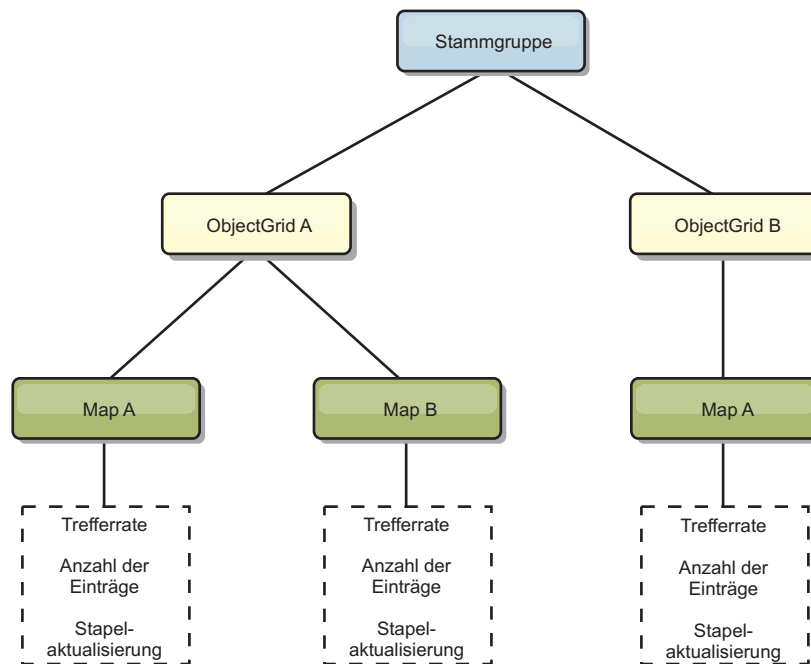 Stammgruppe
ObjectGrid A
ObjectGrid B
Map A
Map B
Map A
Trefferrate
Anzahl der
Einträge
Stapel-
aktualisierung
Trefferrate
Anzahl der
Einträge
Stapel-
aktualisierung
Trefferrate
Anzahl der
Einträge
Stapel-
aktualisierung